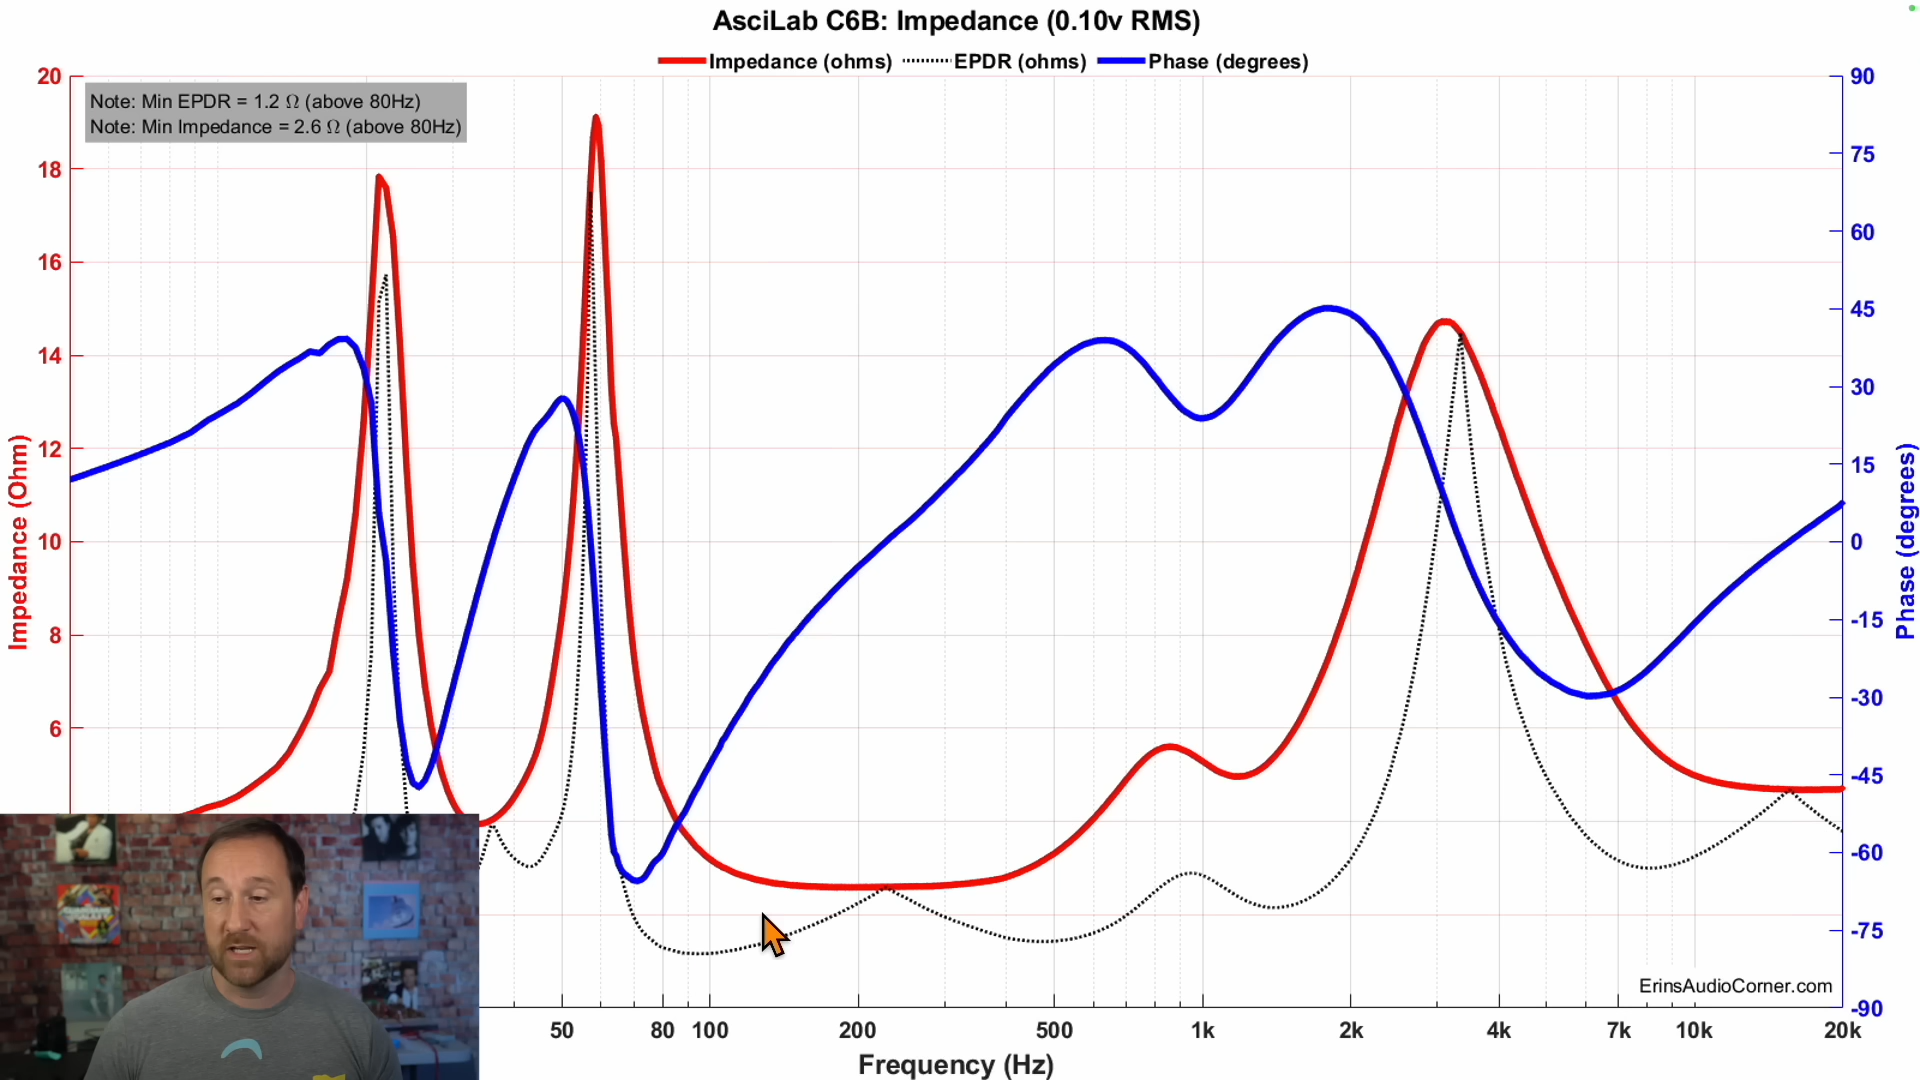 AsciLab C6B: Impedance (0.10v RMS)
Impedance (ohms) EPDR (ohms) Phase (degrees)
Note: Min EPDR = 1.2 Ω (above 80Hz)
Note: Min Impedance = 2.6 Ω (above 80Hz)
20
18
16
14
12
10
8
6
Impedance (Ohm)
90
75
60
45
30
15
0
-15
-30
-45
-60
-75
-90
Phase (degrees)
ErinsAudioCorner.com
50 80 100 200 500 1k 2k 4k 7k 10k 20k
Frequency (Hz)